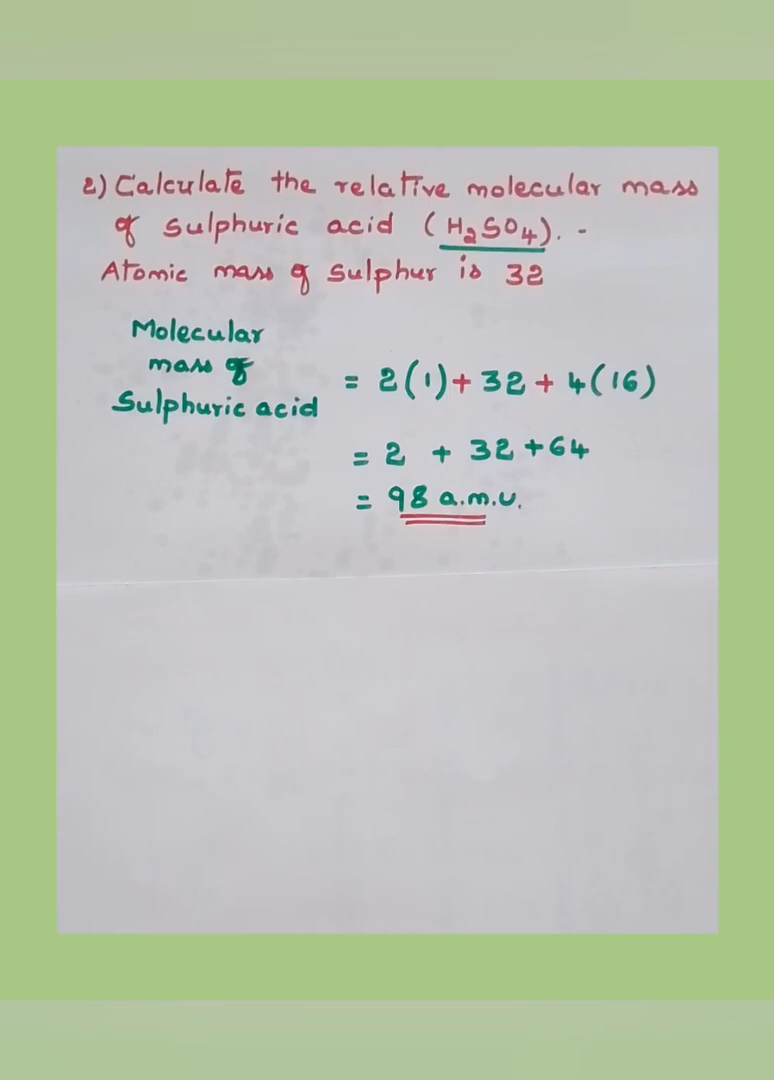 2) Calculate the relative molecular mass
of sulphuric acid (H₂SO₄). -
Atomic mass of sulphur is 32
Molecular
mass of
Sulphuric acid
= 2(1) + 32 + 4(16)
= 2 + 32 + 64
= 98 a.m.u.